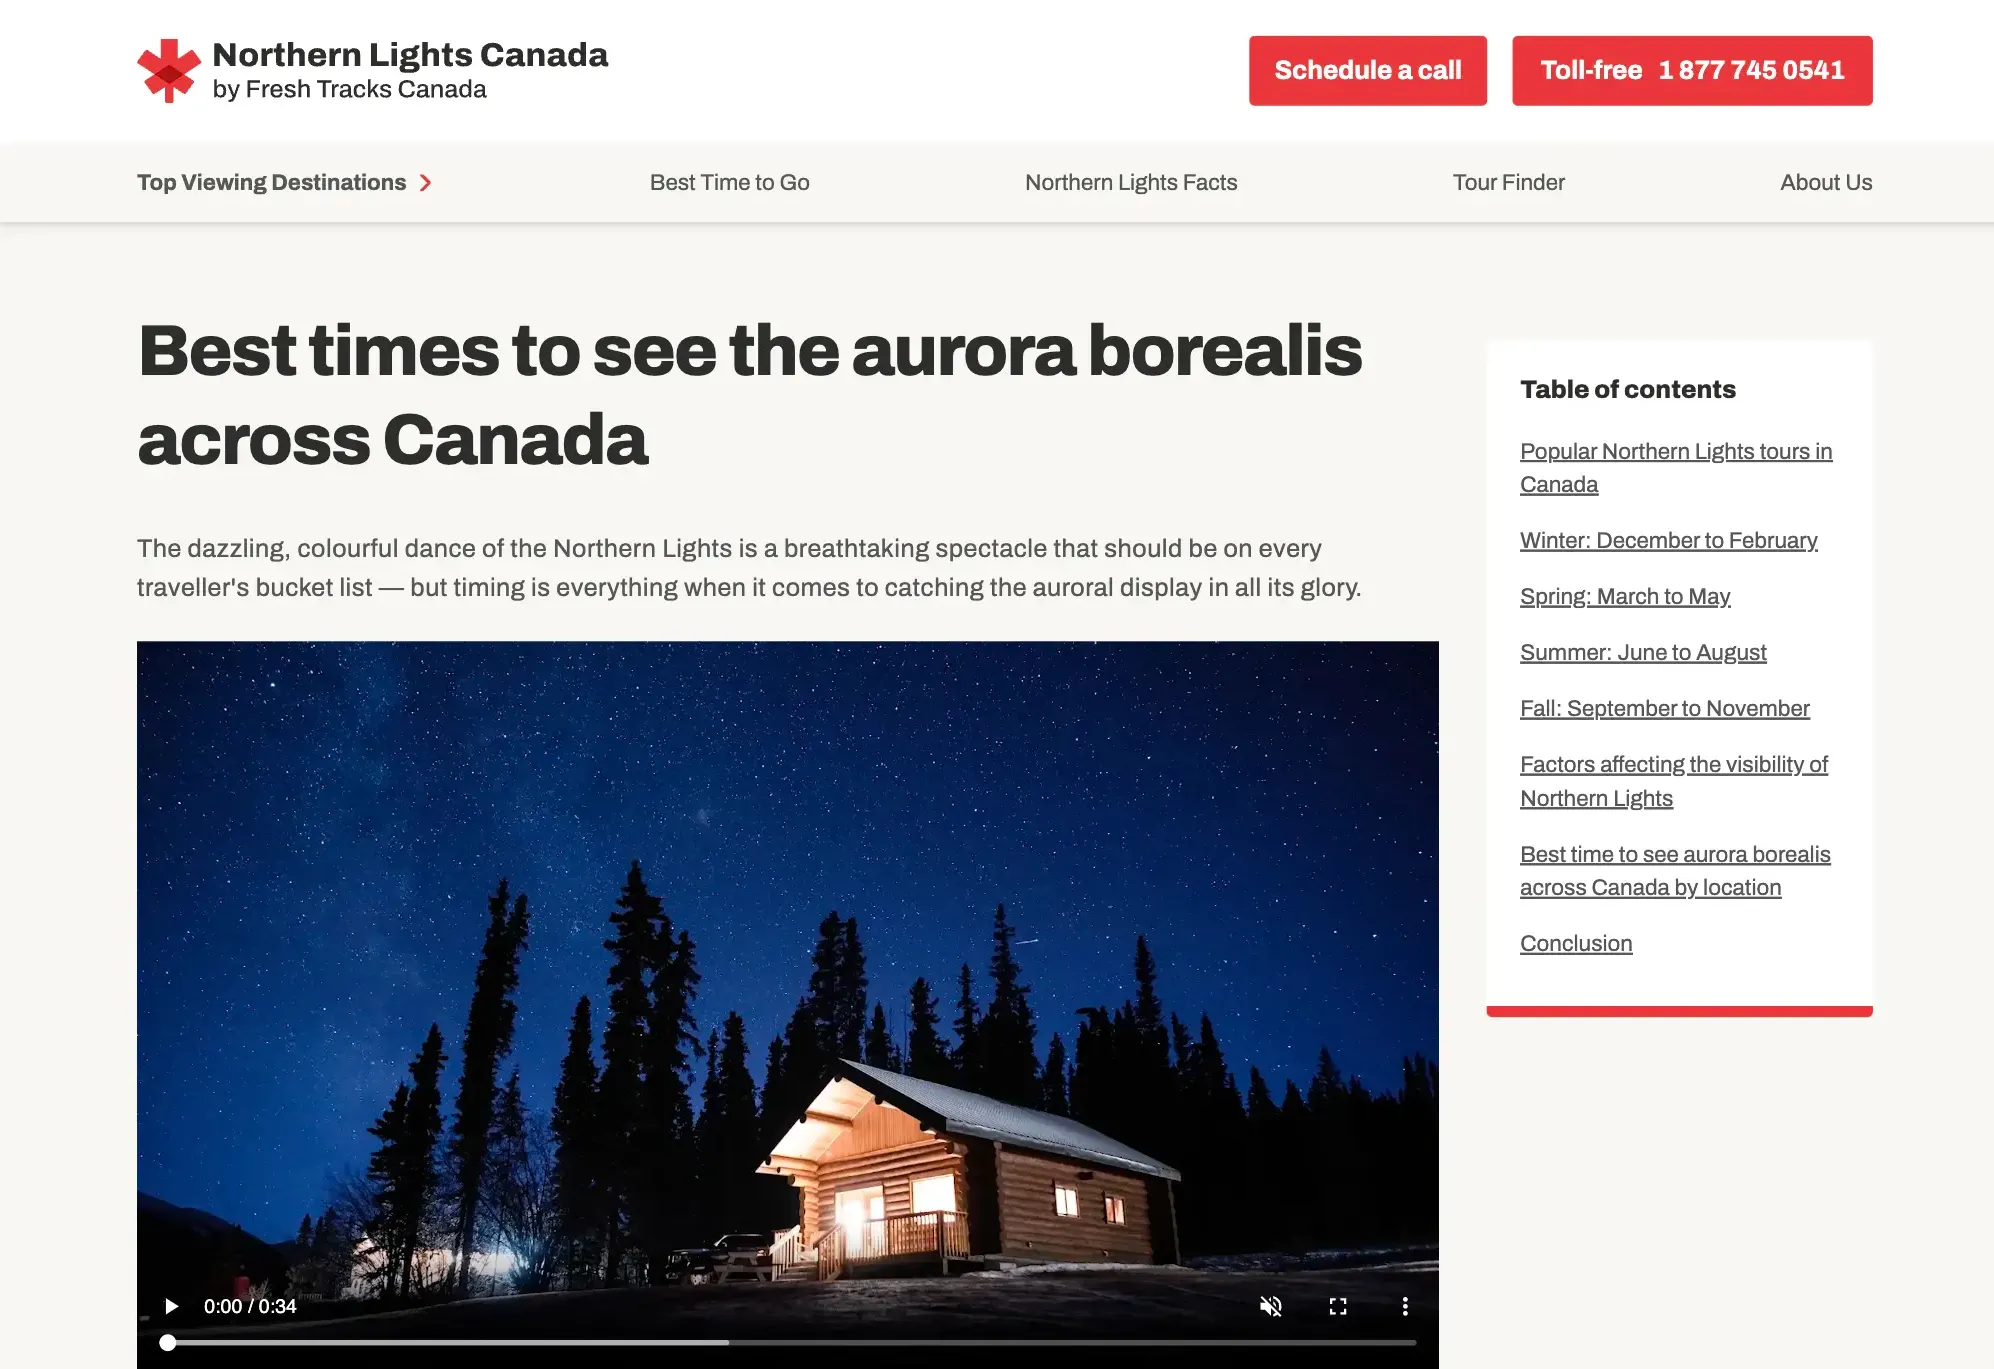 Northern Lights Canada
by Fresh Tracks Canada
Schedule a call
Toll-free 1 877 745 0541
Top Viewing Destinations
Best Time to Go
Northern Lights Facts
Tour Finder
About Us
Best times to see the aurora borealis
across Canada
The dazzling, colourful dance of the Northern Lights is a breathtaking spectacle that should be on every
traveller's bucket list — but timing is everything when it comes to catching the auroral display in all its glory.
0:00 / 0:34
Table of contents
Popular Northern Lights tours in
Canada
Winter: December to February
Spring: March to May
Summer: June to August
Fall: September to November
Factors affecting the visibility of
Northern Lights
Best time to see aurora borealis
across Canada by location
Conclusion